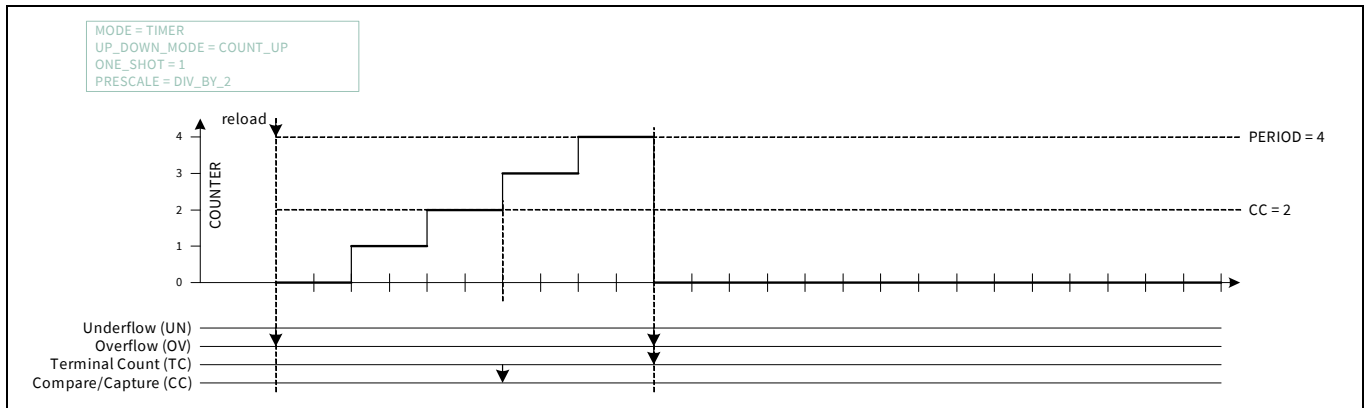 MODE = TIMER
UP_DOWN_MODE = COUNT_UP
ONE_SHOT = 1
PRESCALE = DIV_BY_2
reload
4
PERIOD = 4
3
COUNTER
2
CC = 2
1
0
Underflow (UN)
Overflow (OV)
Terminal Count (TC)
Compare/Capture (CC)